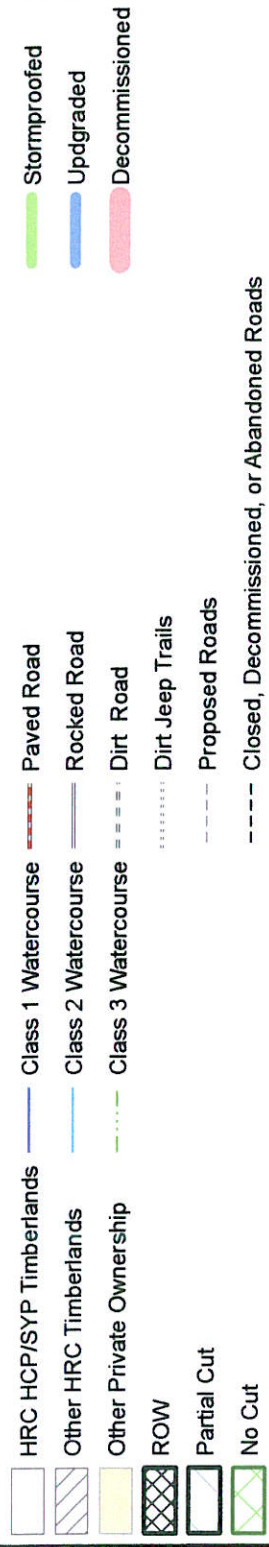 HRC HCP/SYP Timberlands
Other HRC Timberlands
Other Private Ownership
ROW
Partial Cut
No Cut
Class 1 Watercourse
Class 2 Watercourse
Class 3 Watercourse
Paved Road
Rocked Road
Dirt Road
Dirt Jeep Trails
Proposed Roads
Closed, Decommissioned, or Abandoned Roads
Stormproofed
Updgraded
Decommissioned